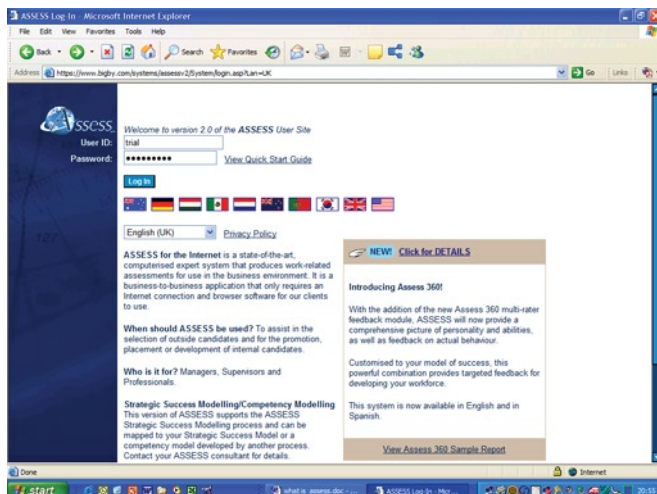 ASSESS Log-In - Microsoft Internet Explorer
File Edit View Favorites Tools Help
Back Search Favorites
Address https://www.bigby.com/systems/assessv2/System/login.asp?Lan=UK Go Links
Assess
Welcome to version 2.0 of the ASSESS User Site
User ID: trial
Password: ●●●●●●●●● View Quick Start Guide
Log In
English (UK) Privacy Policy
ASSESS for the Internet is a state-of-the-art,
computerised expert system that produces work-related
assessments for use in the business environment. It is a
business-to-business application that only requires an
Internet connection and browser software for our clients
to use.
When should ASSESS be used? To assist in the
selection of outside candidates and for the promotion,
placement or development of internal candidates.
Who is it for? Managers, Supervisors and
Professionals.
Strategic Success Modelling/Competency Modelling
This version of ASSESS supports the ASSESS
Strategic Success Modelling process and can be
mapped to your Strategic Success Model or a
competency model developed by another process.
Contact your ASSESS consultant for details.
NEW! Click for DETAILS
Introducing Assess 360!
With the addition of the new Assess 360 multi-rater
feedback module, ASSESS will now provide a
comprehensive picture of personality and abilities,
as well as feedback on actual behaviour.
Customised to your model of success, this
powerful combination provides targeted feedback for
developing your workforce.
This system is now available in English and in
Spanish.
View Assess 360 Sample Report
Done Internet
start what is assess.doc - ... ASSESS Log-In - Micr... 20:55